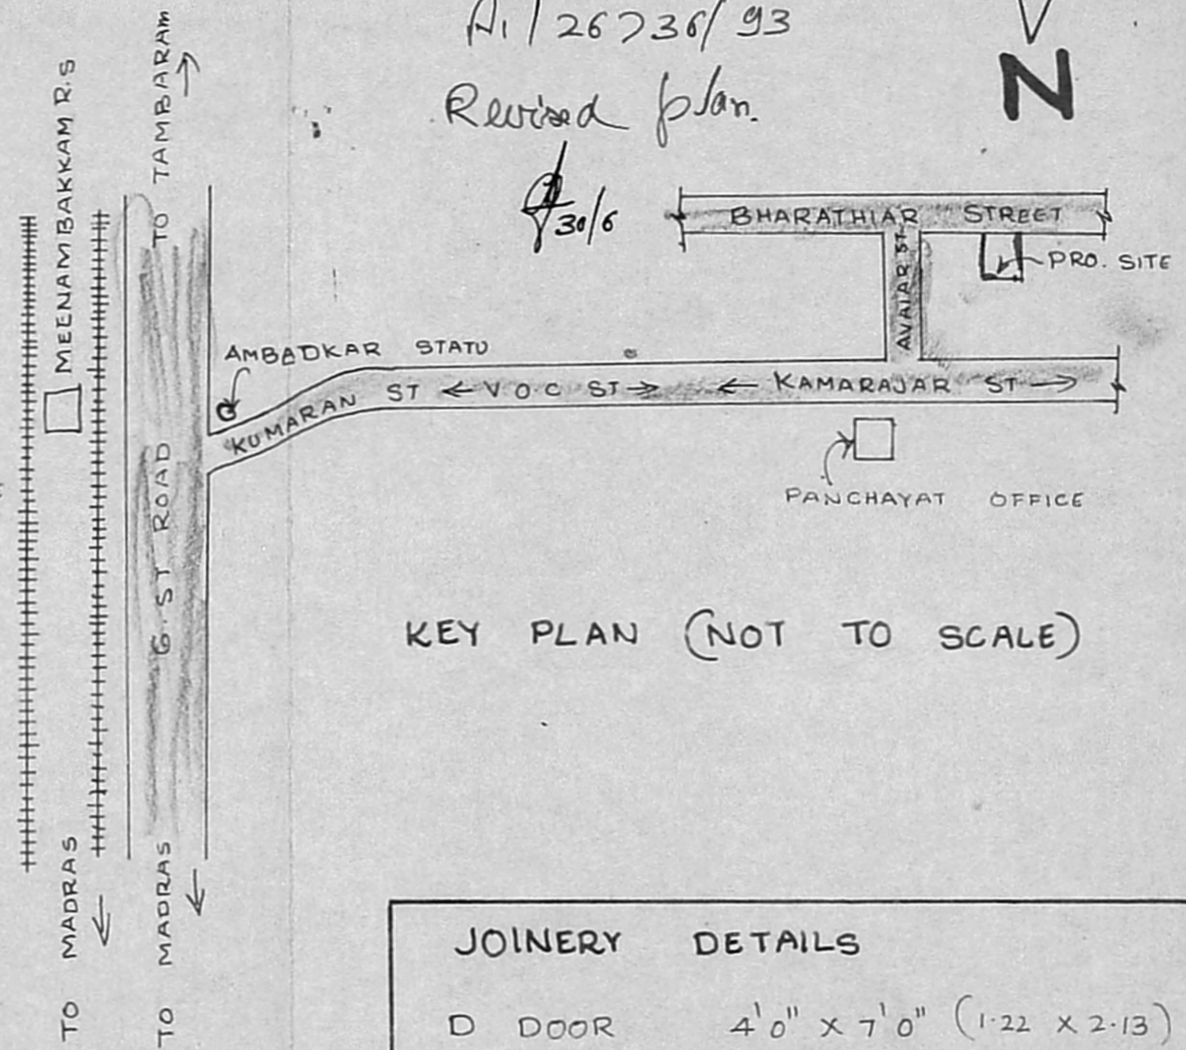 A1/26736/93
Revised plan.
30/6
N
MEENAMBAKKAM R.S
TO TAMBARAM
BHARATHIAR STREET
AVAIAR ST
PRO. SITE
AMBADKAR STATU
KUMARAN ST
V O C ST
KAMARAJAR ST
PANCHAYAT OFFICE
G. ST ROAD
KEY PLAN (NOT TO SCALE)
TO MADRAS
TO MADRAS
JOINERY DETAILS
D DOOR 4'0" X 7'0" (1.22 X 2.13)